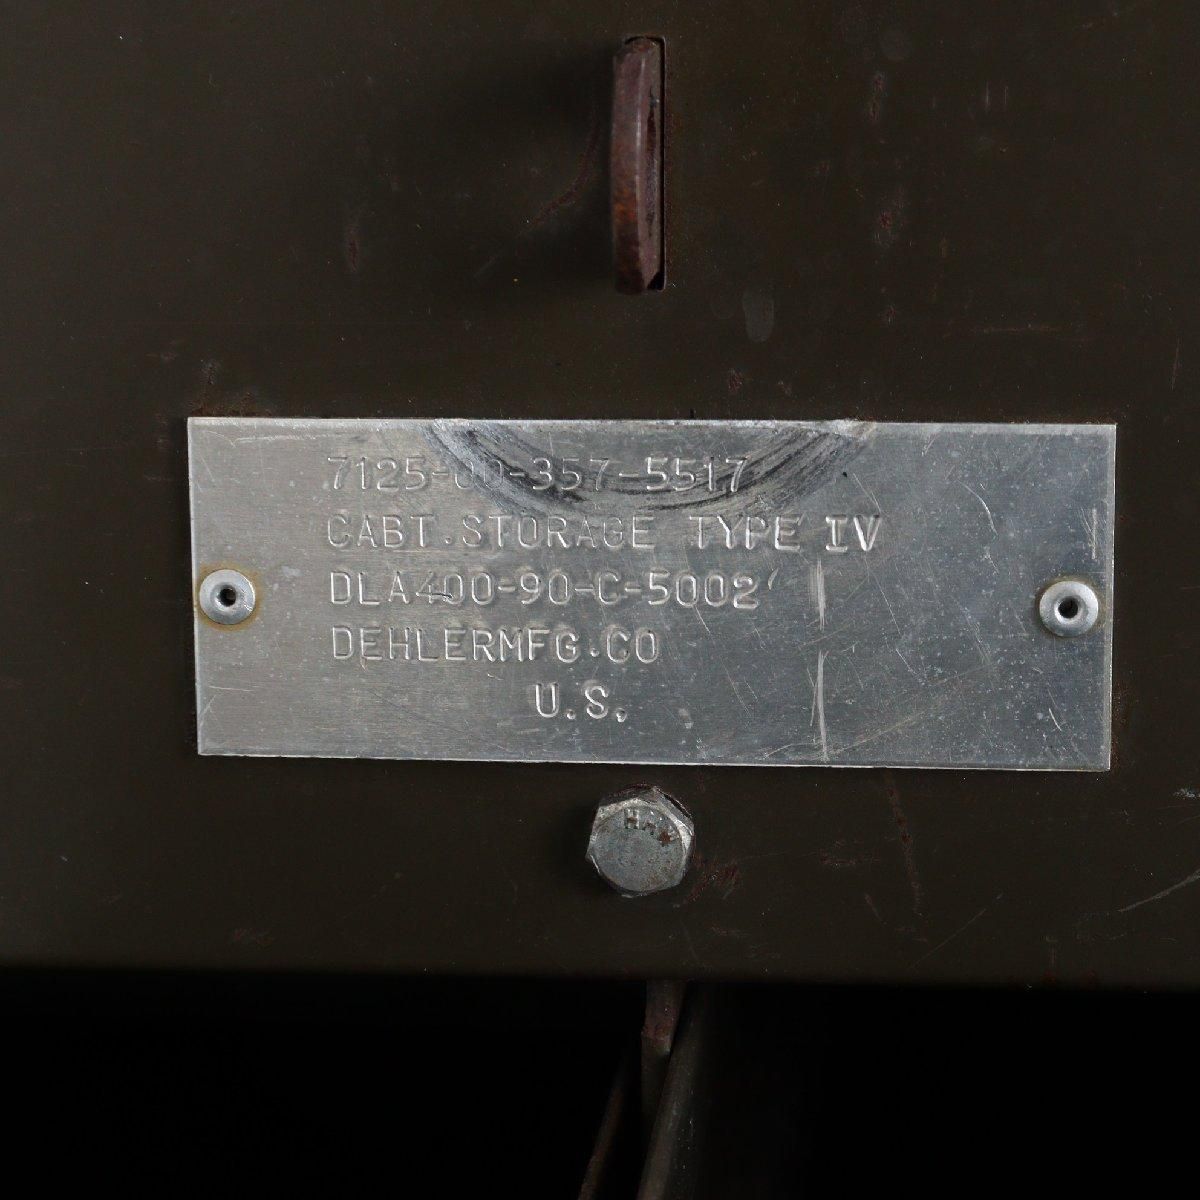 7125-00-357-5517
CABT.STORAGE TYPE IV
DLA400-90-C-5002
DEHLERMFG.CO
U.S.